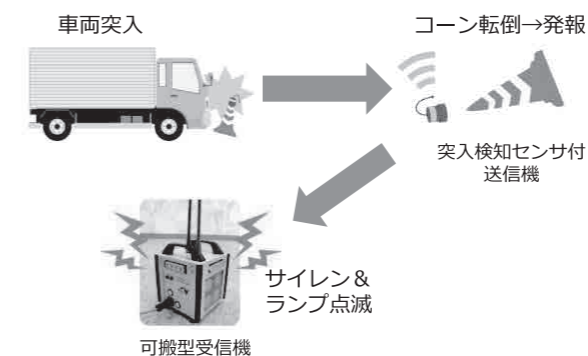 車両突入
コーン転倒→発報
突入検知センサ付
送信機
サイレン＆
ランプ点滅
可搬型受信機